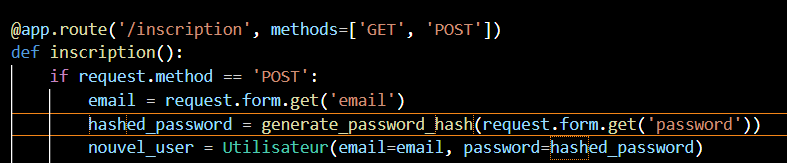 @app.route('/inscription', methods=['GET', 'POST'])
def inscription():
    if request.method == 'POST':
        email = request.form.get('email')
        hashed_password = generate_password_hash(request.form.get('password'))
        nouvel_user = Utilisateur(email=email, password=hashed_password)